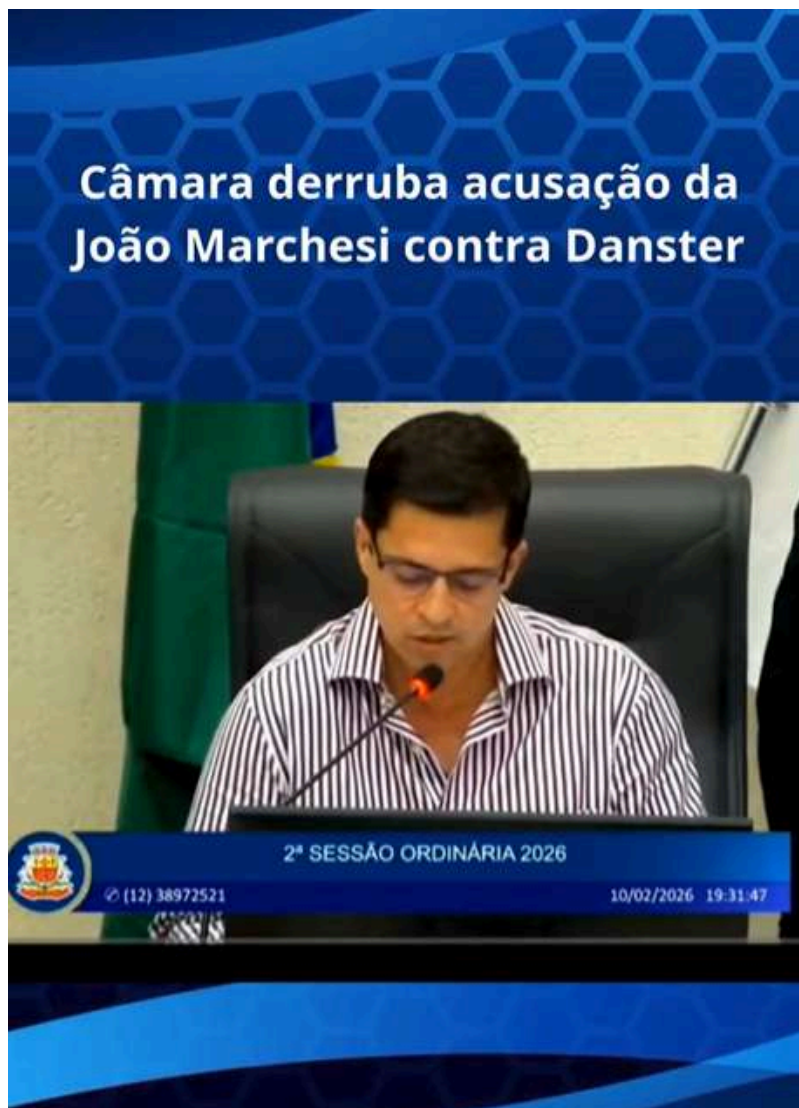 Câmara derruba acusação da
João Marchesi contra Danster
2ª SESSÃO ORDINÁRIA 2026
(12) 38972521
10/02/2026 19:31:47